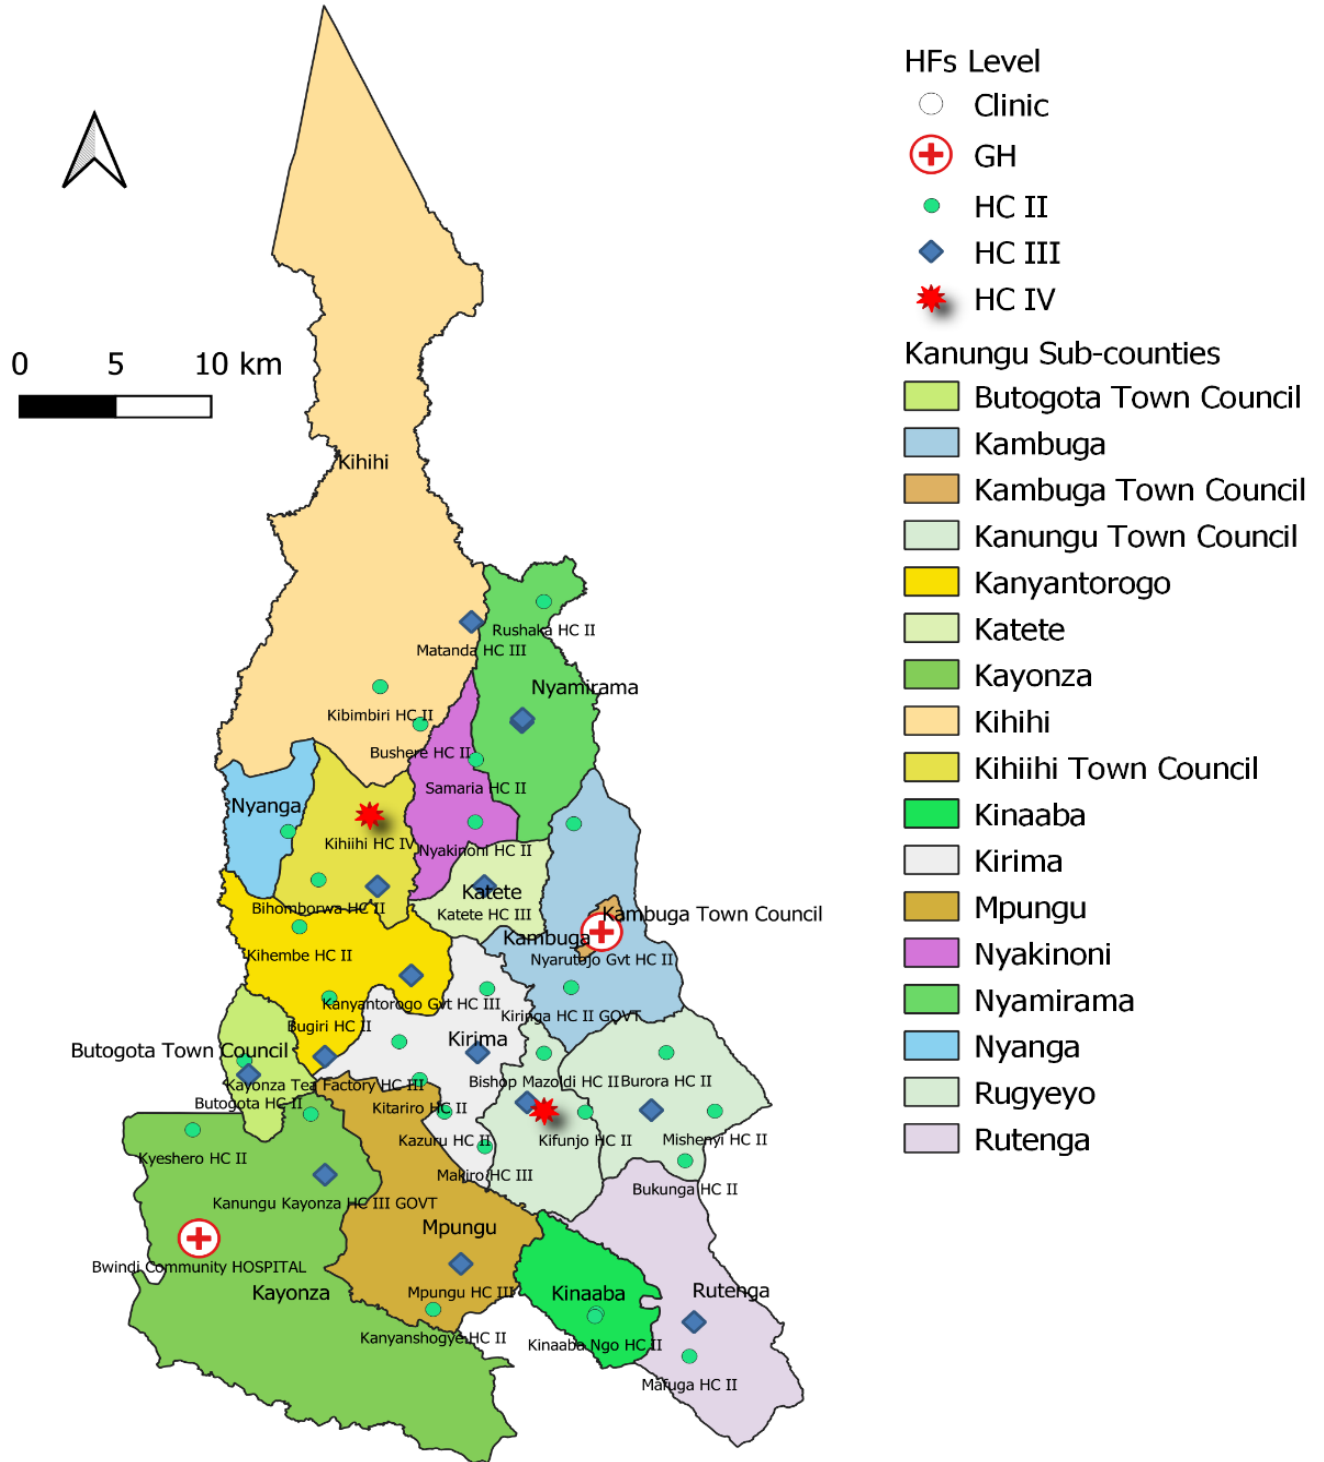 HFs Level
Clinic
GH
HC II
HC III
HC IV
0 5 10 km
Kanungu Sub-counties
Butogota Town Council
Kambuga
Kambuga Town Council
Kanungu Town Council
Kanyantorogo
Katete
Kayonza
Kihihi
Kihiihi Town Council
Kinaaba
Kirima
Mpungu
Nyakinoni
Nyamirama
Nyanga
Rugyeyo
Rutenga
Kihihi
Rushaka HC II
Matanda HC III
Nyamirama
Kibimbiri HC II
Bushere HC II
Samaria HC II
Nyanga
Kihiihi HC IV
Nyakinoni HC II
Katete
Bihomborwa HC II
Katete HC III
Kambuga Town Council
Kambuga
Kihembe HC II
Nyarutojo Gvt HC II
Kanyantorogo Gvt HC III
Kiringa HC II GOVT
Bugiri HC II
Kirima
Butogota Town Council
Kayonza Tea Factory HC III
Bishop Mazoldi HC II
Burora HC II
Butogota HC II
Kitariro HC II
Kazuru HC II
Kifunjo HC II
Mishenyi HC II
Kyeshero HC II
Makiro HC III
Bukunga HC II
Kanungu Kayonza HC III GOVT
Mpungu
Bwindi Community HOSPITAL
Kayonza
Mpungu HC III
Kinaaba
Rutenga
Kanyanshogye HC II
Kinaaba Ngo HC II
Mafuga HC II